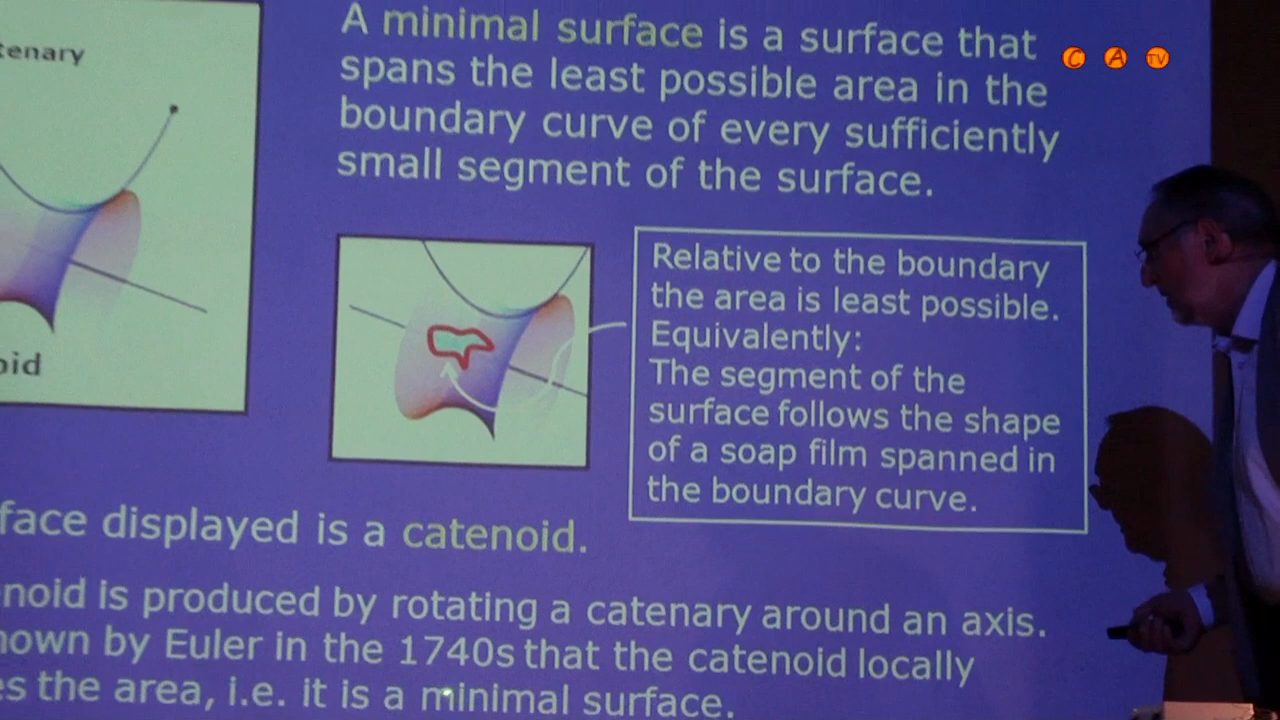 A minimal surface is a surface that
spans the least possible area in the
boundary curve of every sufficiently
small segment of the surface.
C A TV
tenary
oid
Relative to the boundary
the area is least possible.
Equivalently:
The segment of the
surface follows the shape
of a soap film spanned in
the boundary curve.
face displayed is a catenoid.
noid is produced by rotating a catenary around an axis.
nown by Euler in the 1740s that the catenoid locally
es the area, i.e. it is a minimal surface.